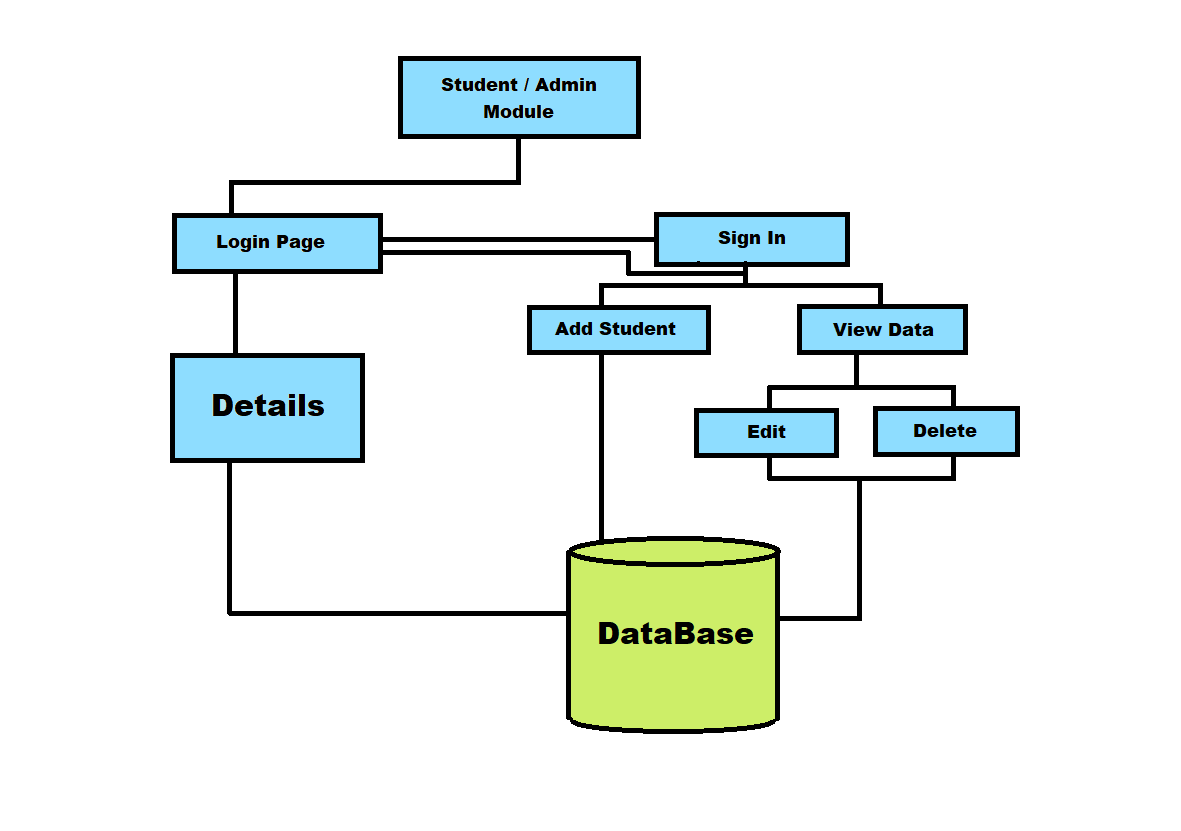 Student / Admin
Module
Login Page
Sign In
Add Student
View Data
Details
Edit
Delete
DataBase